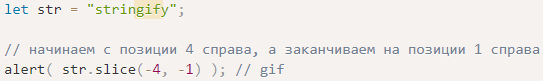 let str = "stringify";
// начинаем с позиции 4 справа, а заканчиваем на позиции 1 справа
alert( str.slice(-4, -1) ); // gif